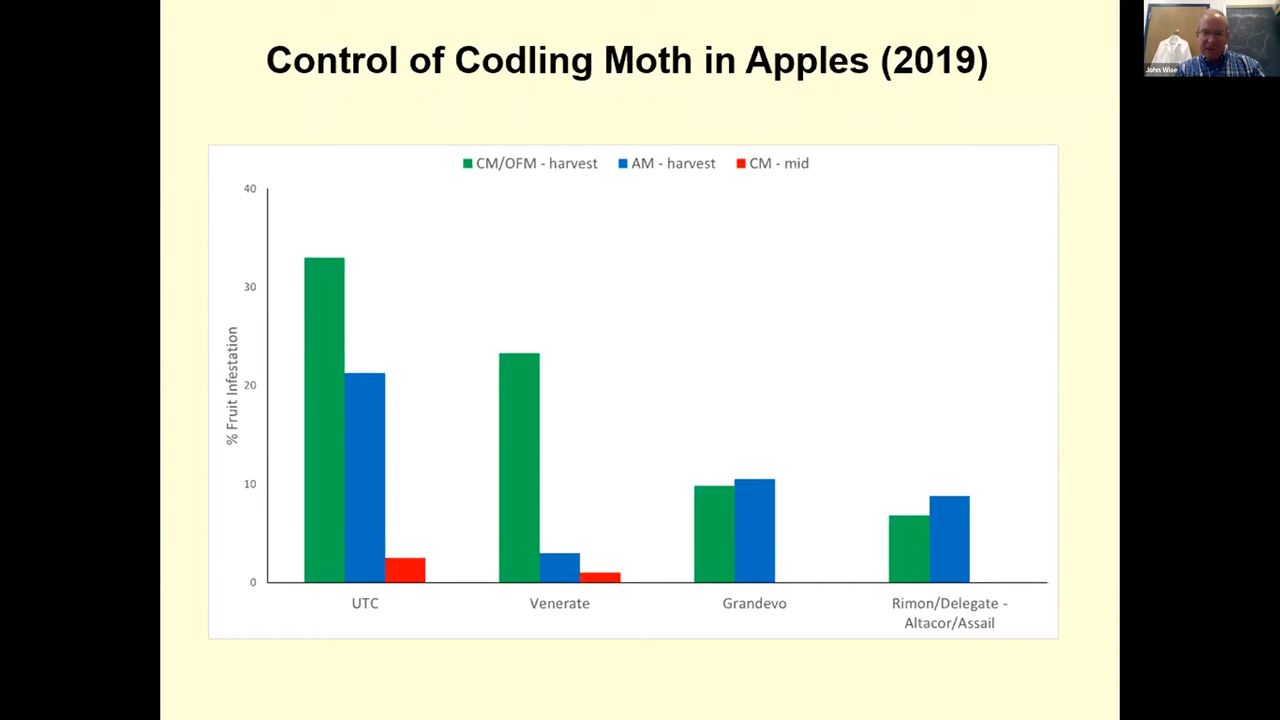 Control of Codling Moth in Apples (2019)
John Wise
CM/OFM - harvest AM - harvest CM - mid
40
30
20
10
0
% Fruit Infestation
UTC Venerate Grandevo Rimon/Delegate -
Altacor/Assail